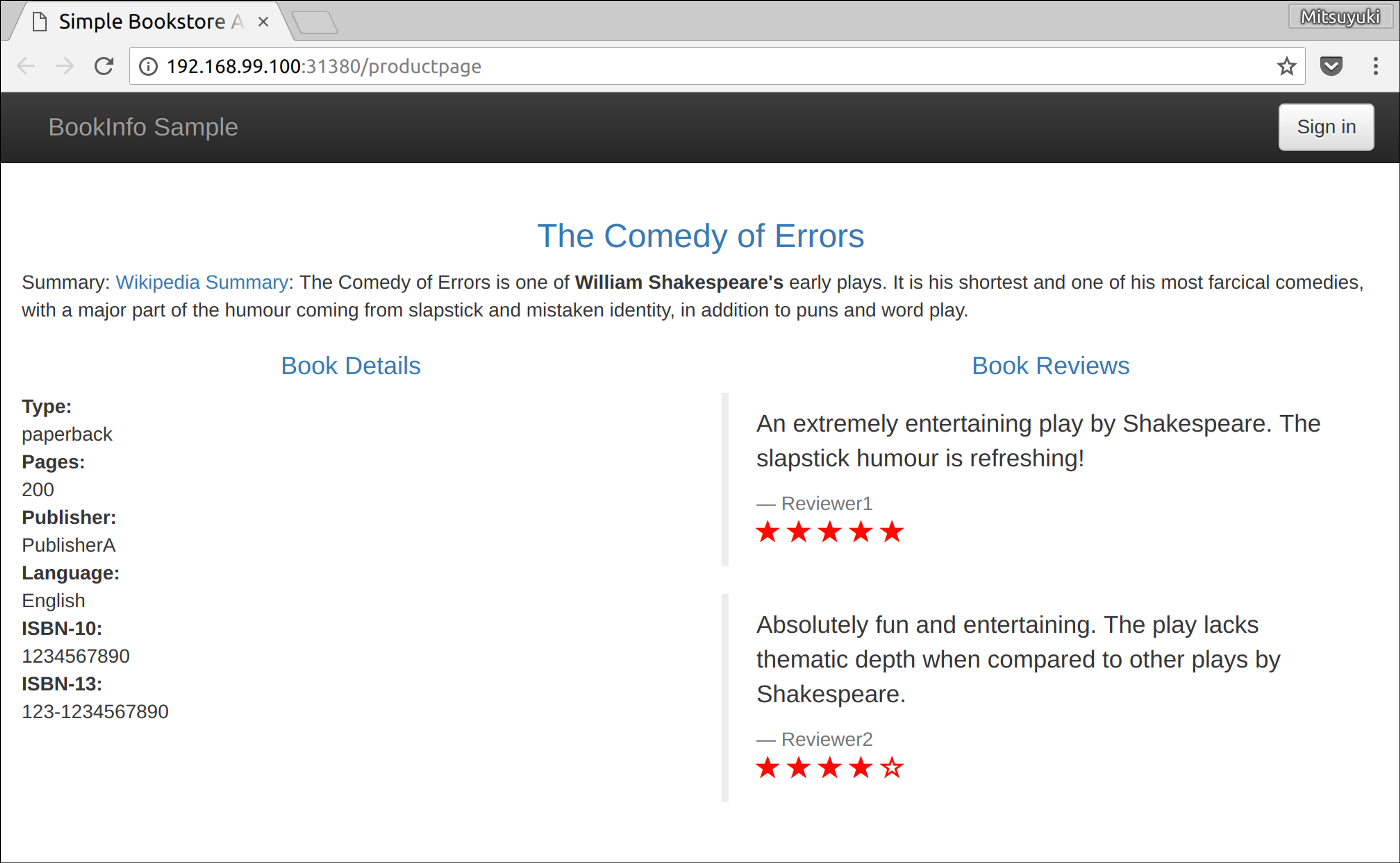 Simple Bookstore A
Mitsuyuki
192.168.99.100:31380/productpage
BookInfo Sample
Sign in
The Comedy of Errors
Summary: Wikipedia Summary: The Comedy of Errors is one of William Shakespeare's early plays. It is his shortest and one of his most farcical comedies,
with a major part of the humour coming from slapstick and mistaken identity, in addition to puns and word play.
Book Details
Type:
paperback
Pages:
200
Publisher:
PublisherA
Language:
English
ISBN-10:
1234567890
ISBN-13:
123-1234567890
Book Reviews
An extremely entertaining play by Shakespeare. The
slapstick humour is refreshing!
— Reviewer1
★ ★ ★ ★ ★
Absolutely fun and entertaining. The play lacks
thematic depth when compared to other plays by
Shakespeare.
— Reviewer2
★ ★ ★ ★ ☆